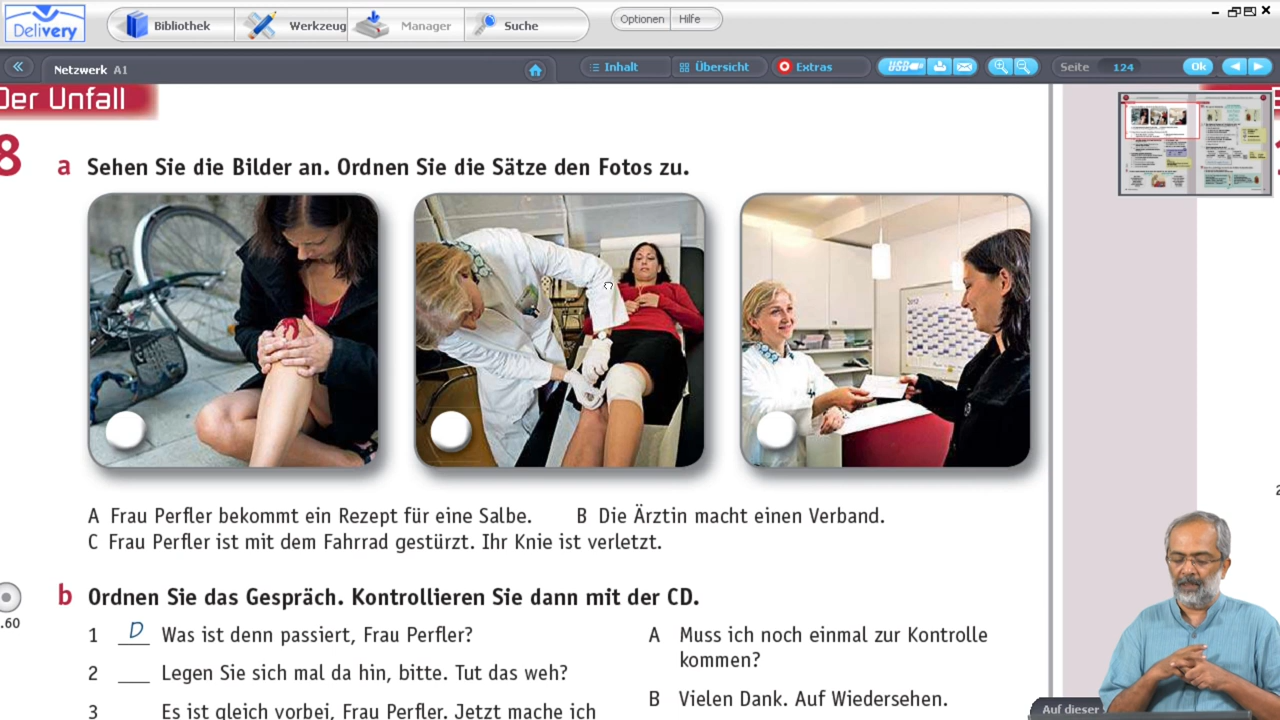 Delivery
Bibliothek
Werkzeug
Manager
Suche
Optionen
Hilfe
Netzwerk A1
Inhalt
Übersicht
Extras
USB
Seite
124
Ok
Der Unfall
8
a Sehen Sie die Bilder an. Ordnen Sie die Sätze den Fotos zu.
A Frau Perfler bekommt ein Rezept für eine Salbe. B Die Ärztin macht einen Verband.
C Frau Perfler ist mit dem Fahrrad gestürzt. Ihr Knie ist verletzt.
.60
b Ordnen Sie das Gespräch. Kontrollieren Sie dann mit der CD.
1 D Was ist denn passiert, Frau Perfler?
2 ___ Legen Sie sich mal da hin, bitte. Tut das weh?
3 Es ist gleich vorbei, Frau Perfler. Jetzt mache ich
A Muss ich noch einmal zur Kontrolle
kommen?
B Vielen Dank. Auf Wiedersehen.
Auf dieser